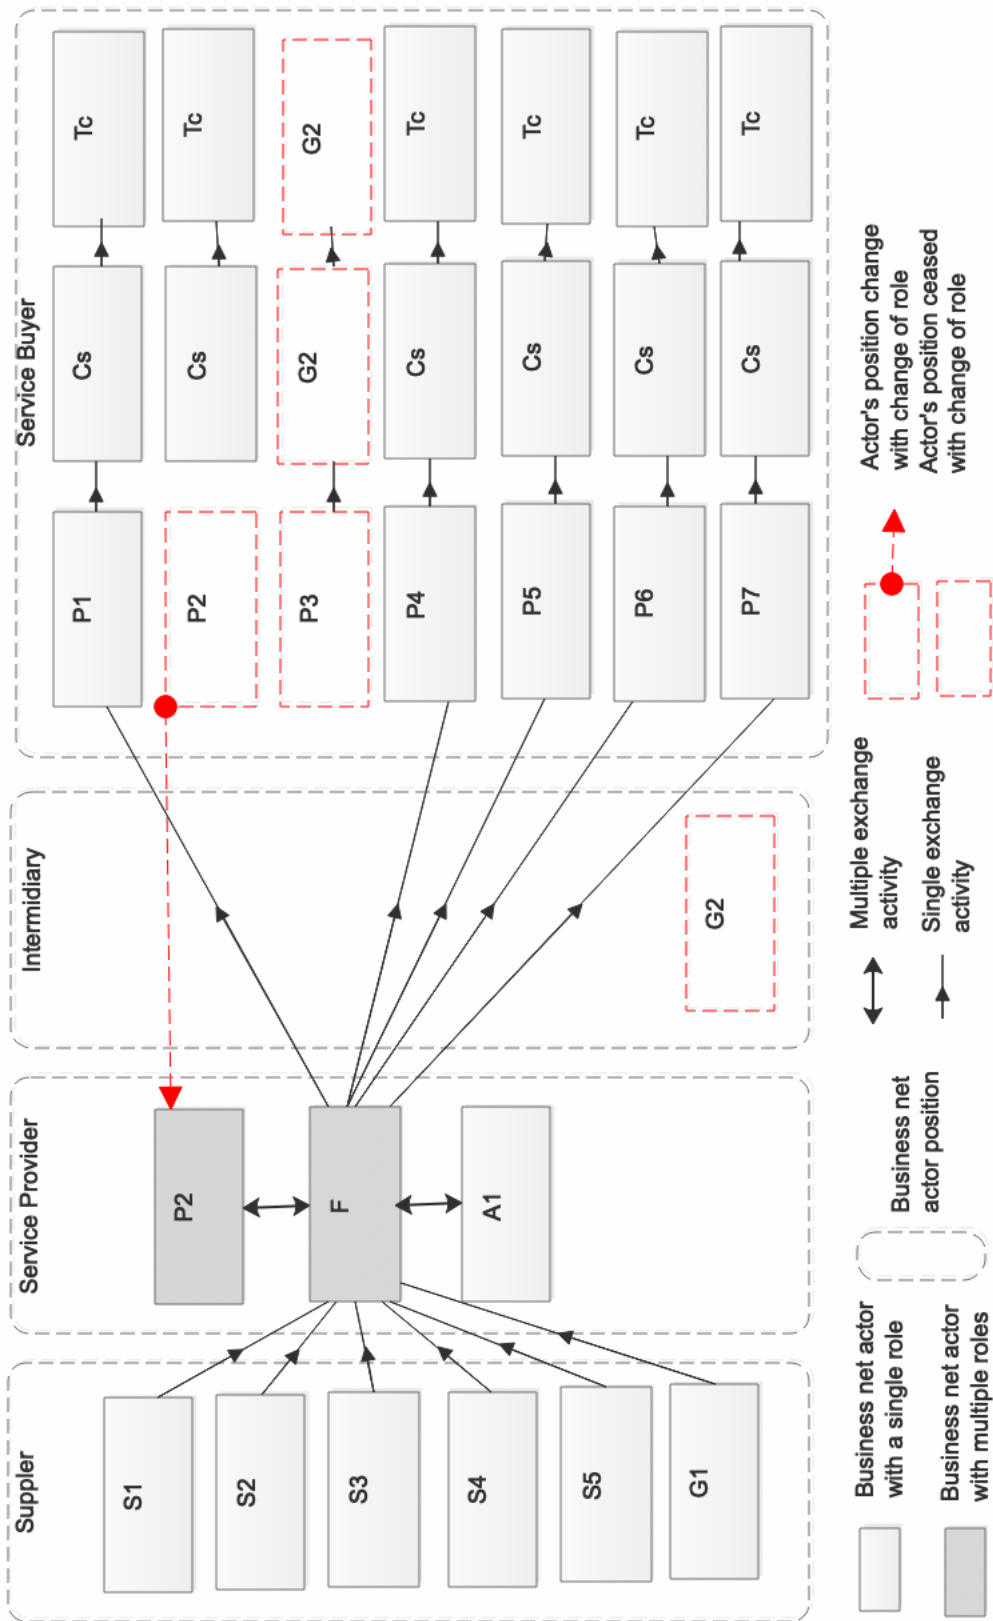 Suppler
S1
S2
S3
S4
S5
G1
Service Provider
P2
F
A1
Intermidiary
G2
Service Buyer
P1
Cs
Tc
P2
Cs
Tc
P3
G2
G2
P4
Cs
Tc
P5
Cs
Tc
P6
Cs
Tc
P7
Cs
Tc
Business net actor
with a single role
Business net actor
with multiple roles
Business net
actor position
Multiple exchange
activity
Single exchange
activity
Actor's position change
with change of role
Actor's position ceased
with change of role